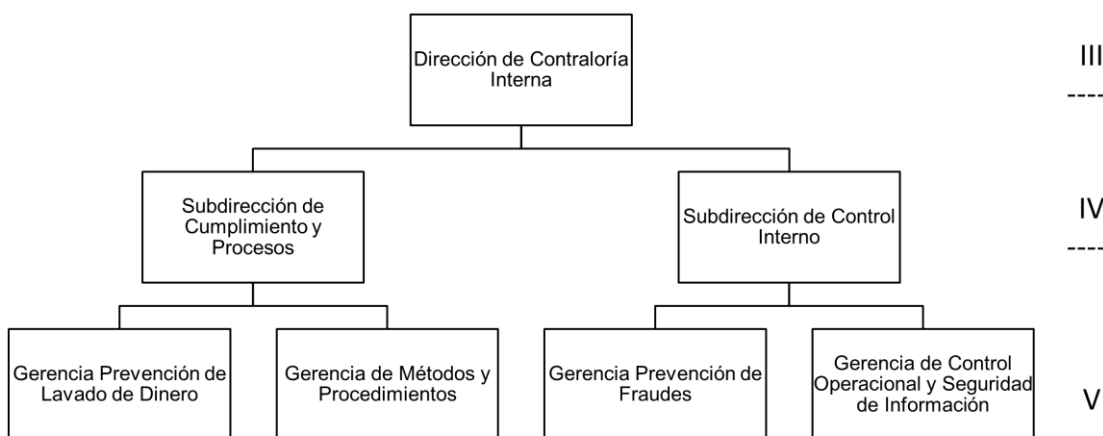 Dirección de Contraloría
Interna
III
Subdirección de
Cumplimiento y
Procesos
Subdirección de Control
Interno
IV
Gerencia Prevención de
Lavado de Dinero
Gerencia de Métodos y
Procedimientos
Gerencia Prevención de
Fraudes
Gerencia de Control
Operacional y Seguridad
de Información
V